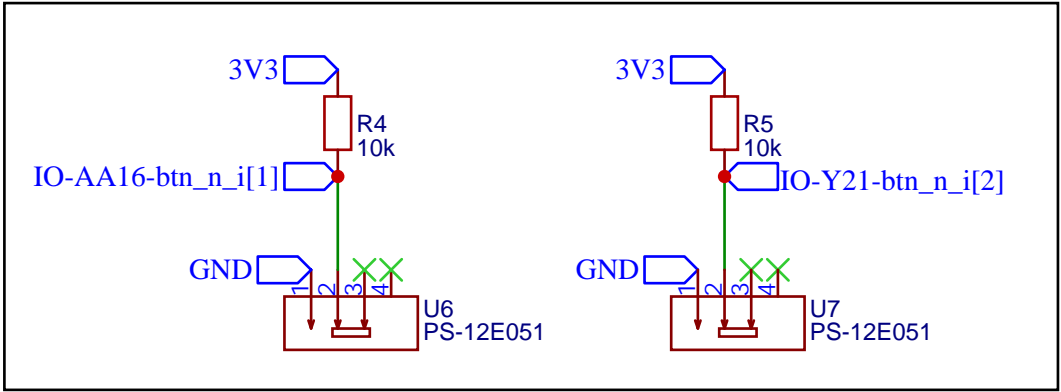 3V3
R4
10k
IO-AA16-btn_n_i[1]
GND
1
2
3
4
U6
PS-12E051
3V3
R5
10k
IO-Y21-btn_n_i[2]
GND
1
2
3
4
U7
PS-12E051